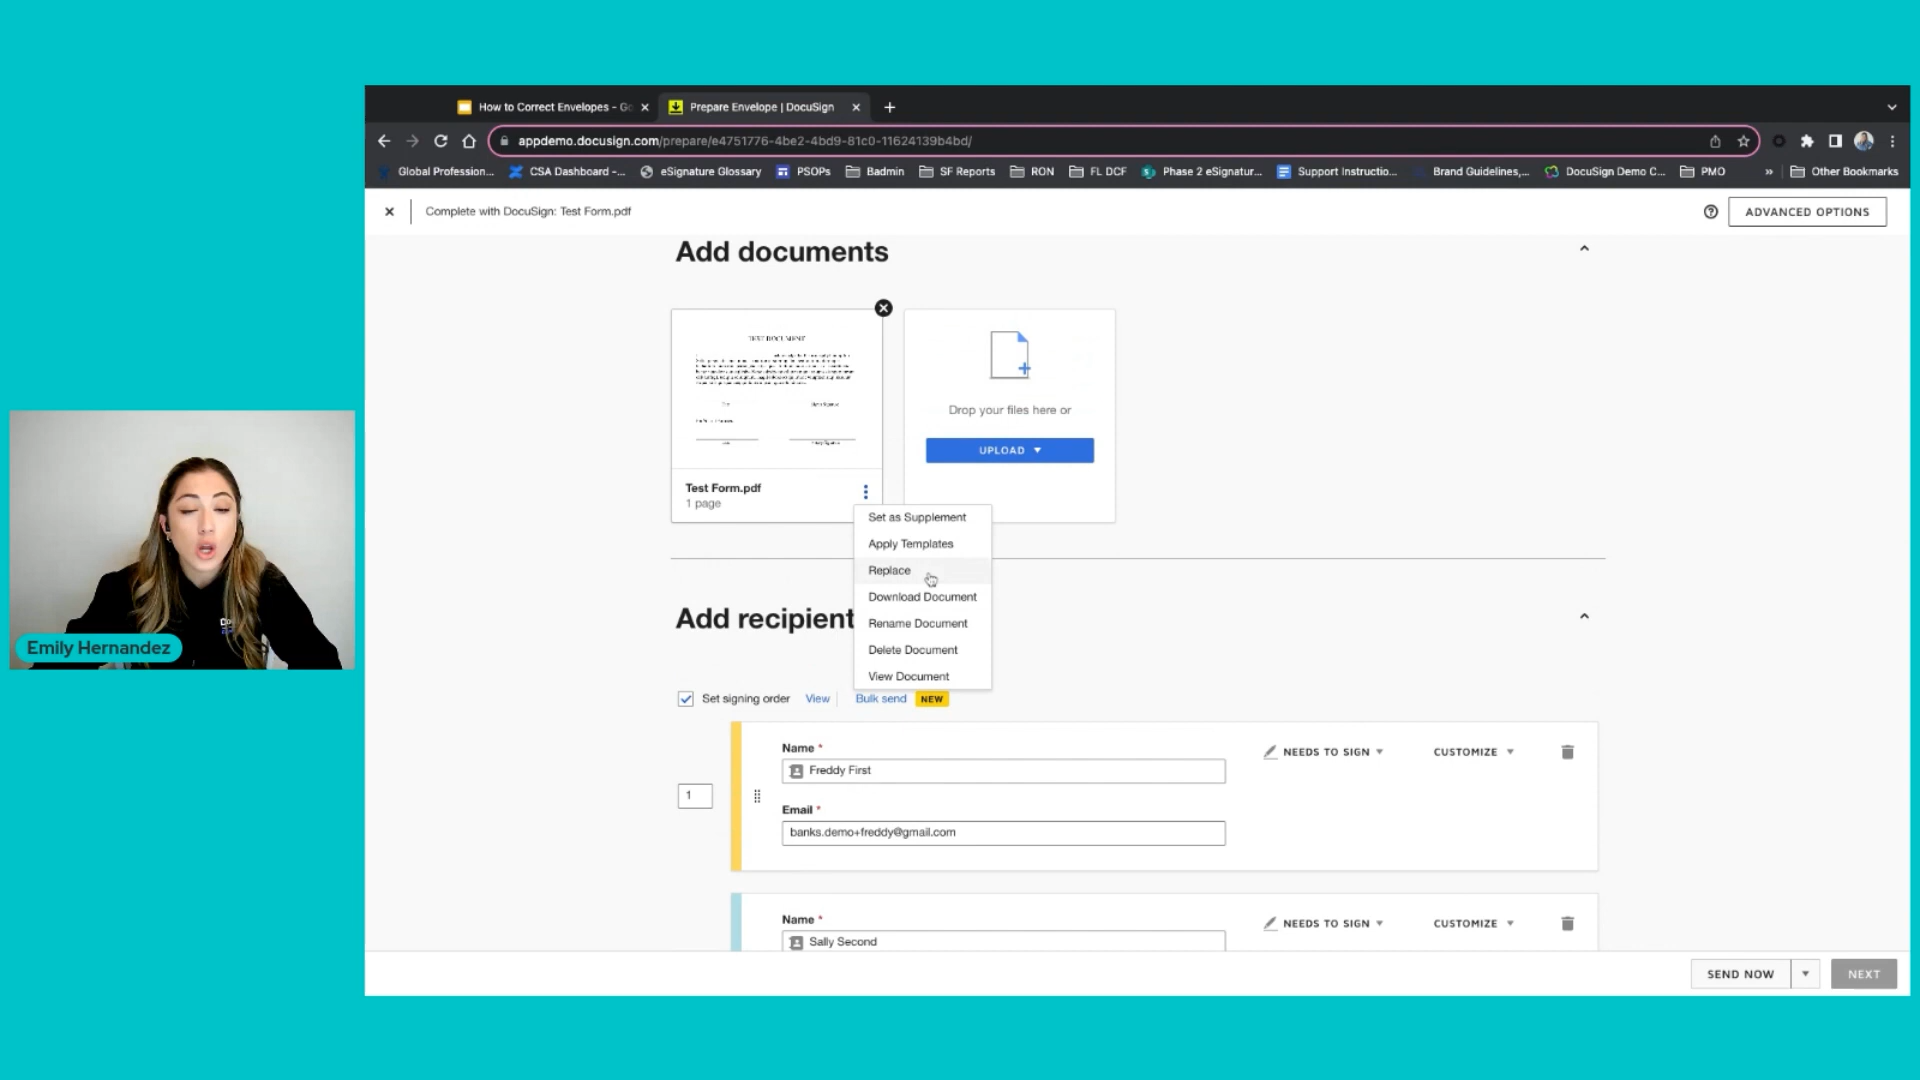 How to Correct Envelopes - Go
Prepare Envelope | DocuSign
appdemo.docusign.com/prepare/e4751776-4be2-4bd9-81c0-11624139b4bd/
Global Profession...
CSA Dashboard -...
eSignature Glossary
PSOPs
Badmin
SF Reports
RON
FL DCF
Phase 2 eSignatur...
Support Instructio...
Brand Guidelines,...
DocuSign Demo C...
PMO
»
Other Bookmarks
Complete with DocuSign: Test Form.pdf
ADVANCED OPTIONS
Add documents
TEST DOCUMENT
Drop your files here or
UPLOAD
Test Form.pdf
1 page
Set as Supplement
Apply Templates
Replace
Download Document
Rename Document
Delete Document
View Document
Add recipient
Set signing order
View
Bulk send
NEW
Name *
Freddy First
NEEDS TO SIGN
CUSTOMIZE
1
Email *
banks.demo+freddy@gmail.com
Name *
Sally Second
NEEDS TO SIGN
CUSTOMIZE
SEND NOW
NEXT
Emily Hernandez